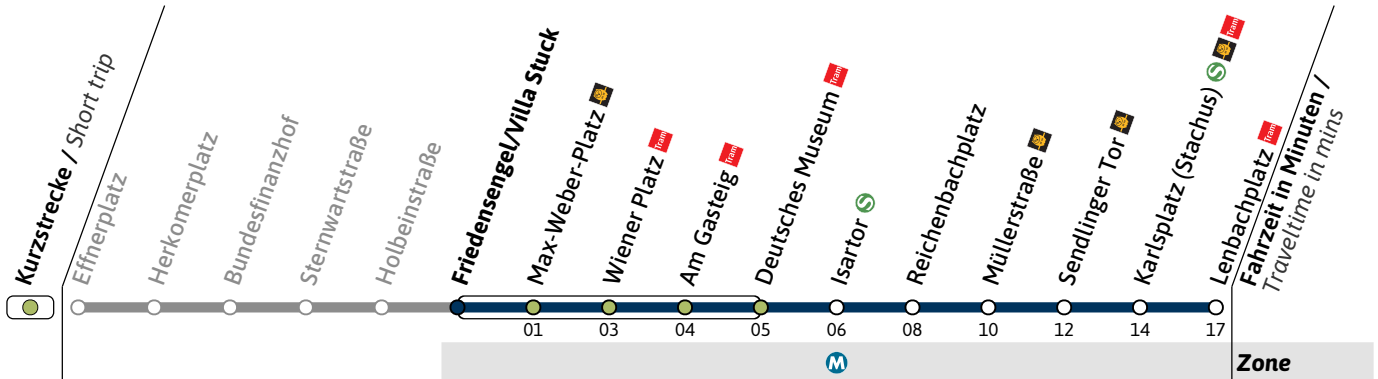 Kurzstrecke / Short trip
Effnerplatz
Herkomerplatz
Bundesfinanzhof
Sternwartstraße
Holbeinstraße
Friedensengel/Villa Stuck
Max-Weber-Platz
Wiener Platz Tram
Am Gasteig Tram
Deutsches Museum Tram
Isartor S
Reichenbachplatz
Müllerstraße
Sendlinger Tor
Karlsplatz (Stachus) S Tram
Lenbachplatz Tram
Fahrzeit in Minuten /
Traveltime in mins
01 03 04 05 06 08 10 12 14 17
M Zone